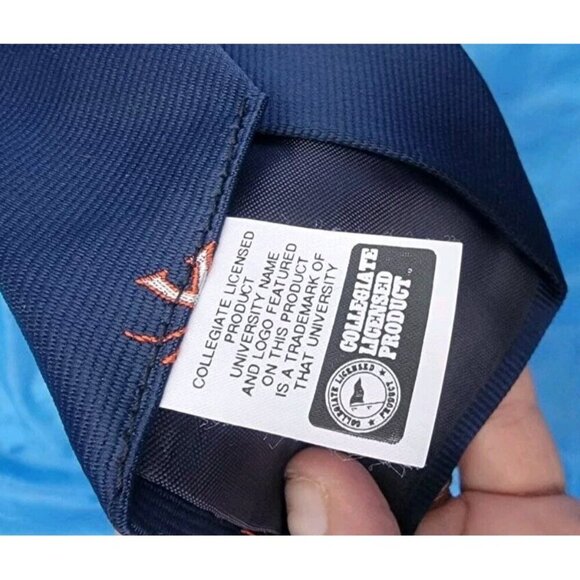 COLLEGIATE LICENSED
PRODUCT
UNIVERSITY NAME
AND LOGO FEATURED
ON THIS PRODUCT
IS A TRADEMARK OF
THAT UNIVERSITY
COLLEGIATE
LICENSED
PRODUCT
COLLEGIATE LICENSED
PRODUCT